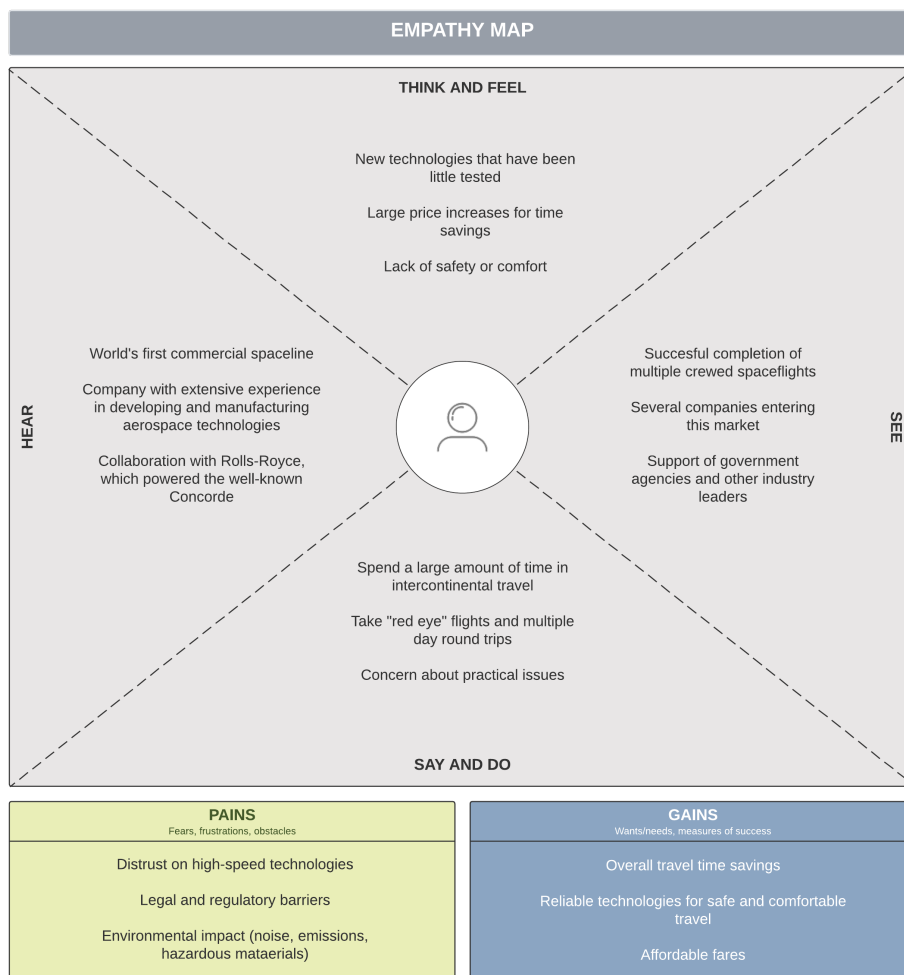 EMPATHY MAP
THINK AND FEEL
New technologies that have been
little tested
Large price increases for time
savings
Lack of safety or comfort
HEAR
World's first commercial spaceline
Company with extensive experience
in developing and manufacturing
aerospace technologies
Collaboration with Rolls-Royce,
which powered the well-known
Concorde
Succesful completion of
multiple crewed spaceflights
Several companies entering
this market
Support of government
agencies and other industry
leaders
SEE
Spend a large amount of time in
intercontinental travel
Take "red eye" flights and multiple
day round trips
Concern about practical issues
SAY AND DO
PAINS
Fears, frustrations, obstacles
Distrust on high-speed technologies
Legal and regulatory barriers
Environmental impact (noise, emissions,
hazardous mataerials)
GAINS
Wants/needs, measures of success
Overall travel time savings
Reliable technologies for safe and comfortable
travel
Affordable fares